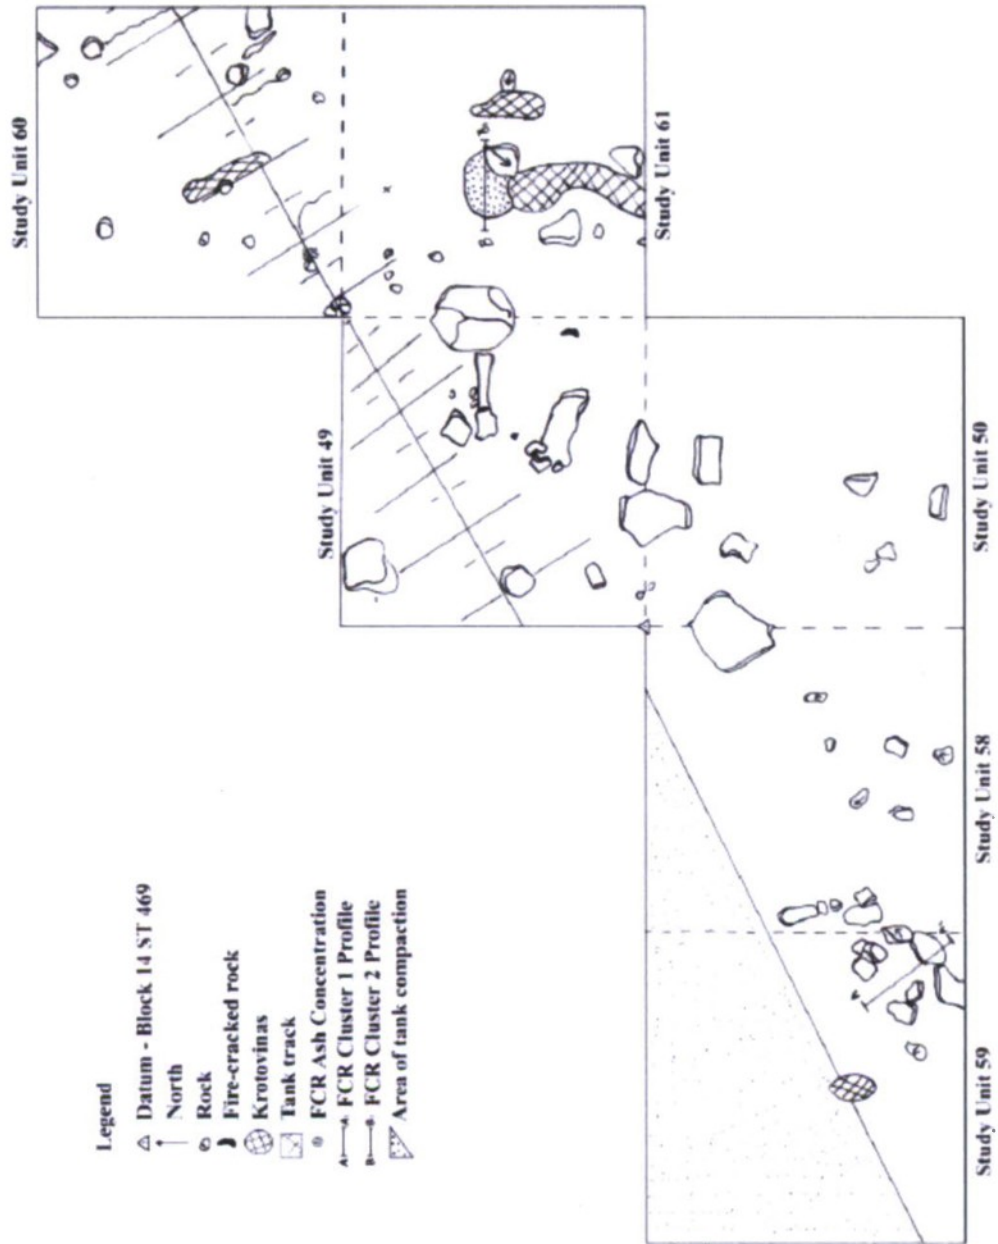 Study Unit 60
Study Unit 61
Study Unit 49
Study Unit 50
Study Unit 58
Study Unit 59
Legend
Datum - Block 14 ST 469
North
Rock
Fire-cracked rock
Krotovinas
Tank track
FCR Ash Concentration
A A FCR Cluster 1 Profile
B B FCR Cluster 2 Profile
Area of tank compaction
B
x